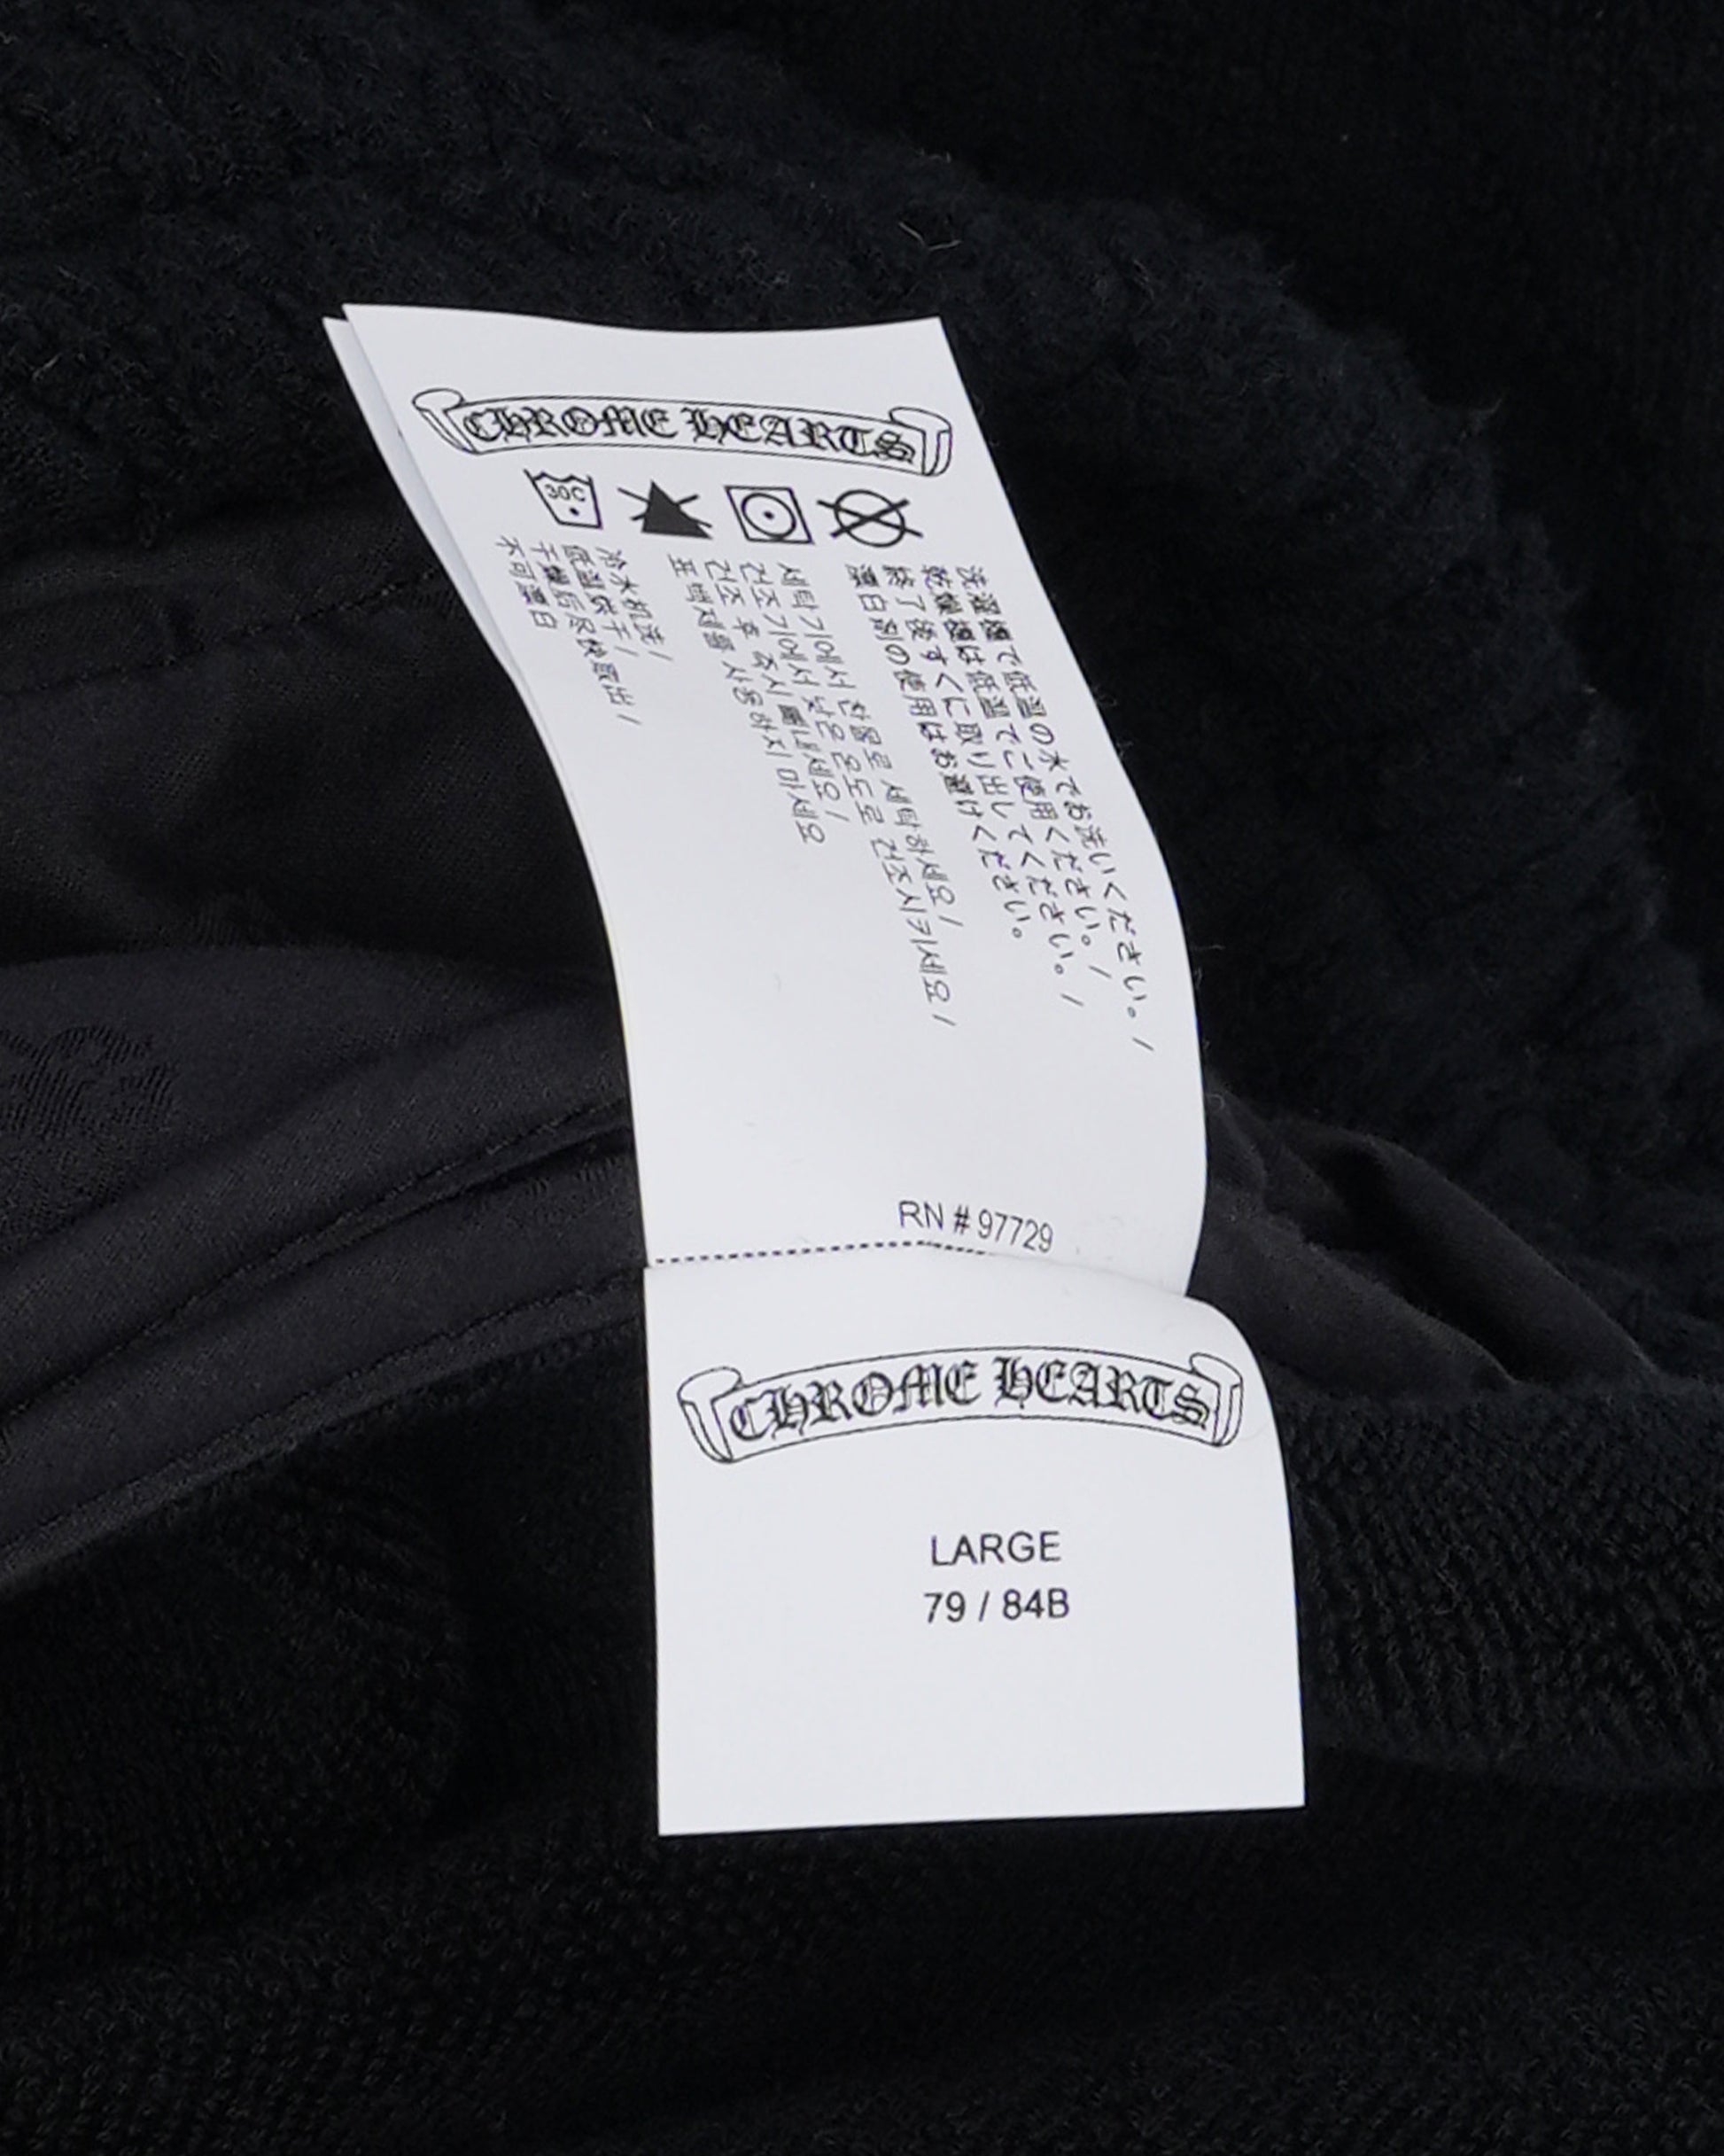 CHROME HEARTS
30C
洗濯機で低温の水でお洗いください。/
乾燥機は低温でご使用ください。/
終了後すぐに取り出してください。/
漂白剤の使用はお避けください。
세탁기에서 찬물로 세탁하세요/
건조기에서 낮은 온도로 건조시키세요/
건조 후 즉시 꺼내세요/
표백제를 사용하지 마세요
冷水机洗/
低温烘干/
干燥后尽快取出/
不可漂白
RN # 97729
CHROME HEARTS
LARGE
79 / 84B